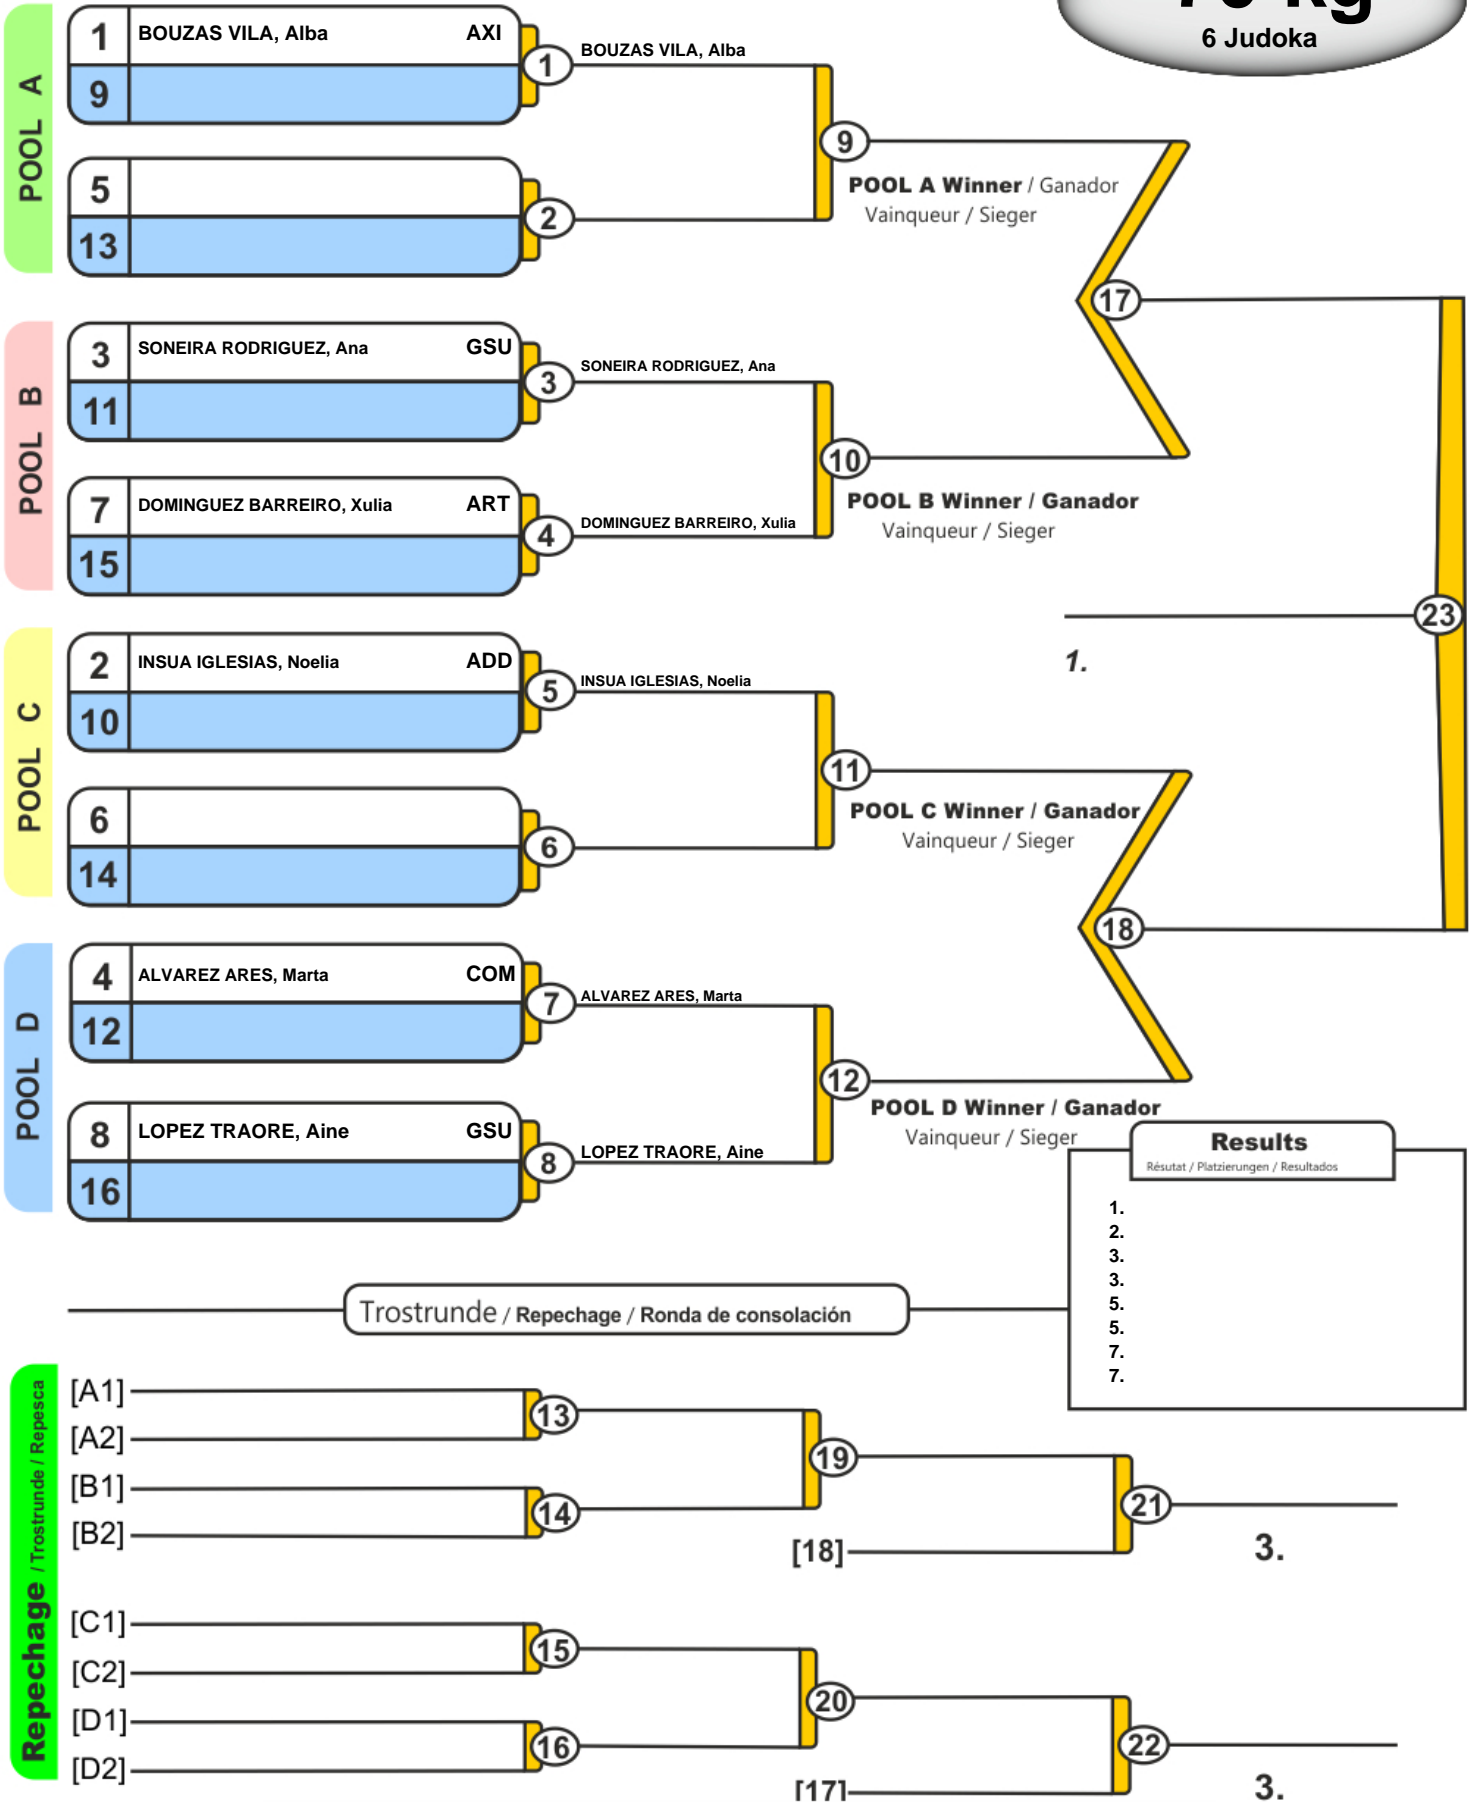 6 Judoka
POOL A
1 BOUZAS VILA, Alba AXI
9
1
BOUZAS VILA, Alba
5
13
2
9
POOL A Winner / Ganador
Vainqueur / Sieger
17
POOL B
3 SONEIRA RODRIGUEZ, Ana GSU
11
3
SONEIRA RODRIGUEZ, Ana
7 DOMINGUEZ BARREIRO, Xulia ART
15
4
DOMINGUEZ BARREIRO, Xulia
10
POOL B Winner / Ganador
Vainqueur / Sieger
23
1.
POOL C
2 INSUA IGLESIAS, Noelia ADD
10
5
INSUA IGLESIAS, Noelia
6
14
6
11
POOL C Winner / Ganador
Vainqueur / Sieger
18
POOL D
4 ALVAREZ ARES, Marta COM
12
7
ALVAREZ ARES, Marta
8 LOPEZ TRAORE, Aine GSU
16
8
LOPEZ TRAORE, Aine
12
POOL D Winner / Ganador
Vainqueur / Sieger
Results
Résutat / Platzierungen / Resultados
1.
2.
3.
3.
5.
5.
7.
7.
Trostrunde / Repechage / Ronda de consolación
Repechage / Trostrunde / Repesca
[A1]
[A2]
13
[B1]
[B2]
14
19
[18]
21
3.
[C1]
[C2]
15
[D1]
[D2]
16
20
[17]
22
3.